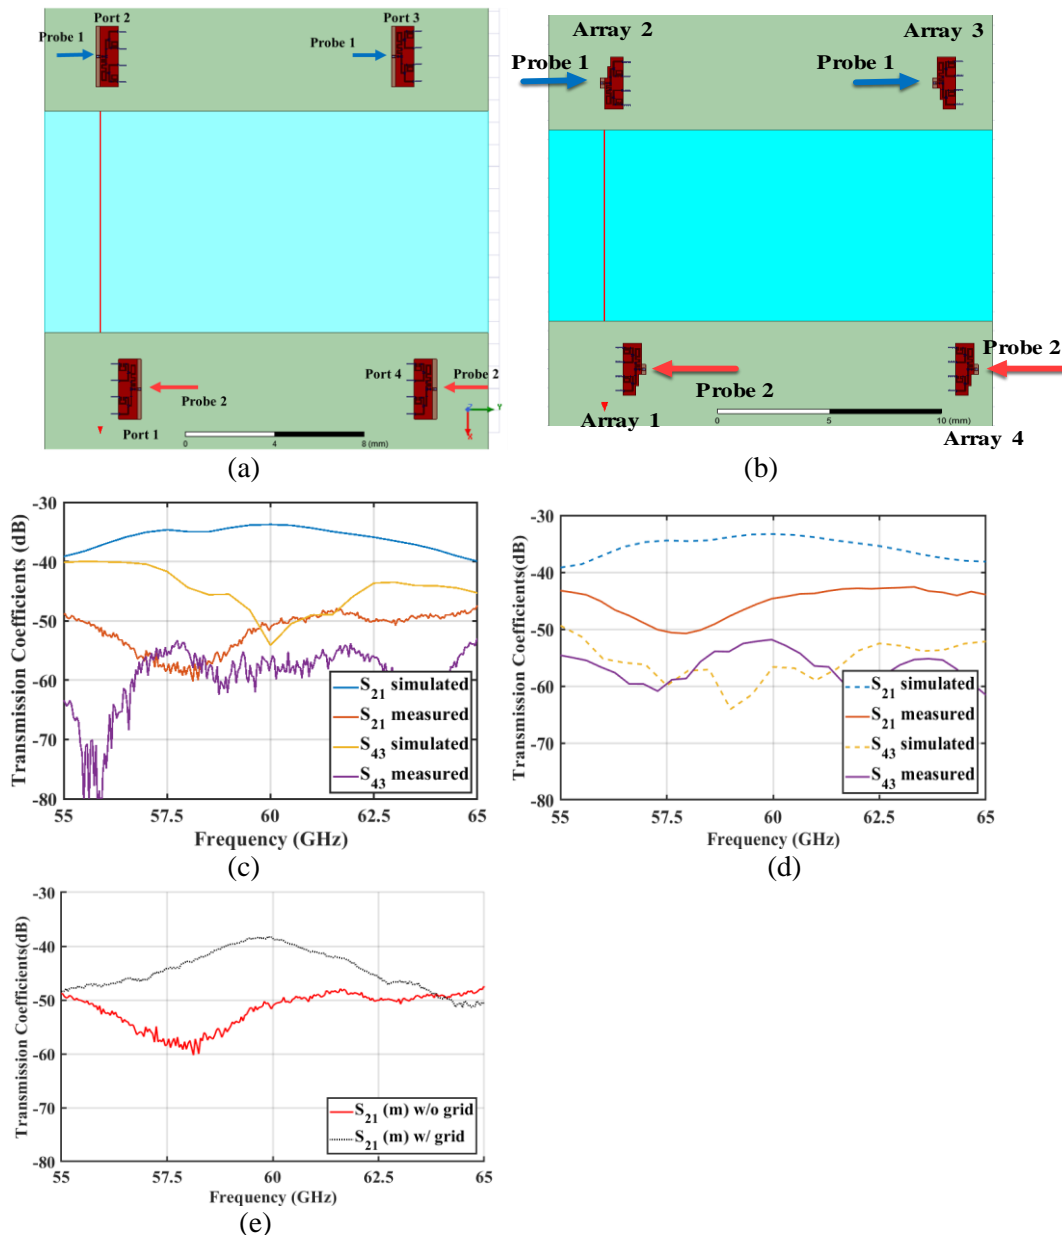 Port 2
Port 3
Probe 1
Probe 1
Port 4
Probe 2
Probe 2
Port 1
0
4
8 (mm)
Z
Y
X
(a)
Array 2
Array 3
Probe 1
Probe 1
Probe 2
Probe 2
Array 1
0
5
10 (mm)
Array 4
(b)
-30
-40
-50
-60
-70
-80
Transmission Coefficients (dB)
S21 simulated
S21 measured
S43 simulated
S43 measured
55 57.5 60 62.5 65
Frequency (GHz)
(c)
-30
-40
-50
-60
-70
-80
Transmission Coefficients(dB)
S21 simulated
S21 measured
S43 simulated
S43 measured
55 57.5 60 62.5 65
Frequency (GHz)
(d)
-30
-40
-50
-60
-70
-80
Transmission Coefficients(dB)
S21 (m) w/o grid
S21 (m) w/ grid
55 57.5 60 62.5 65
Frequency (GHz)
(e)